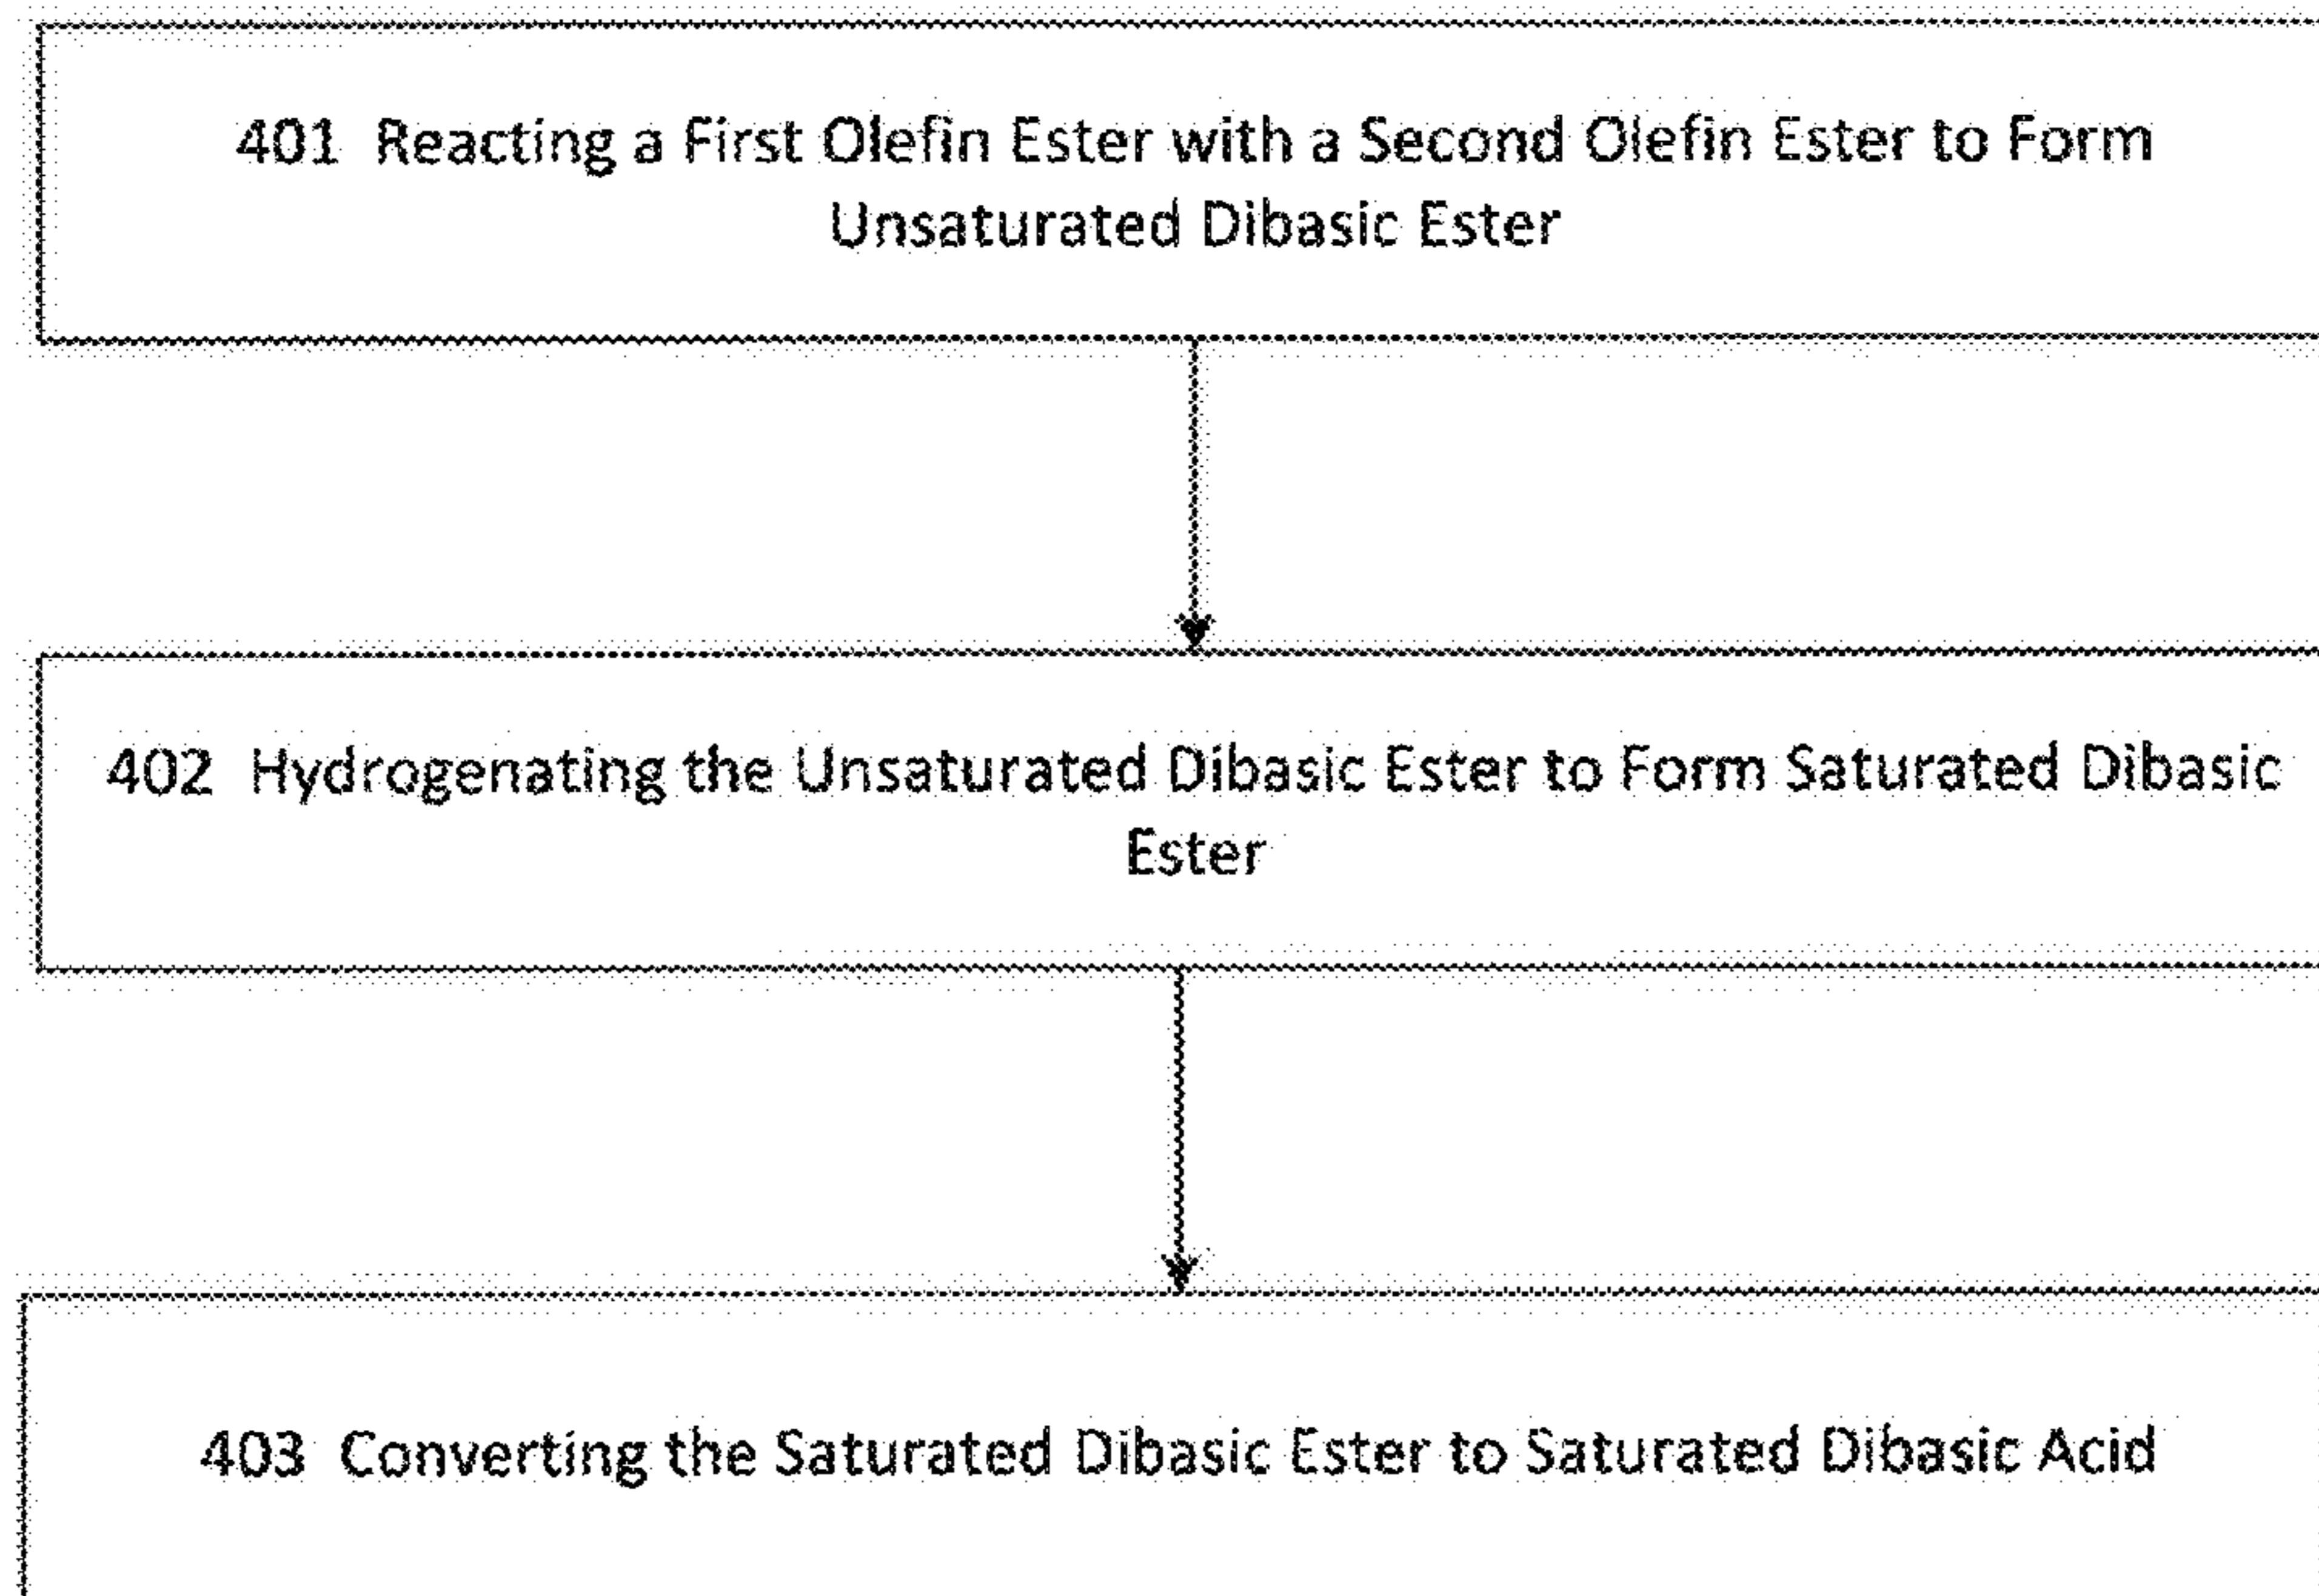 401 Reacting a First Olefin Ester with a Second Olefin Ester to Form
Unsaturated Dibasic Ester
402 Hydrogenating the Unsaturated Dibasic Ester to Form Saturated Dibasic
Ester
403 Converting the Saturated Dibasic Ester to Saturated Dibasic Acid